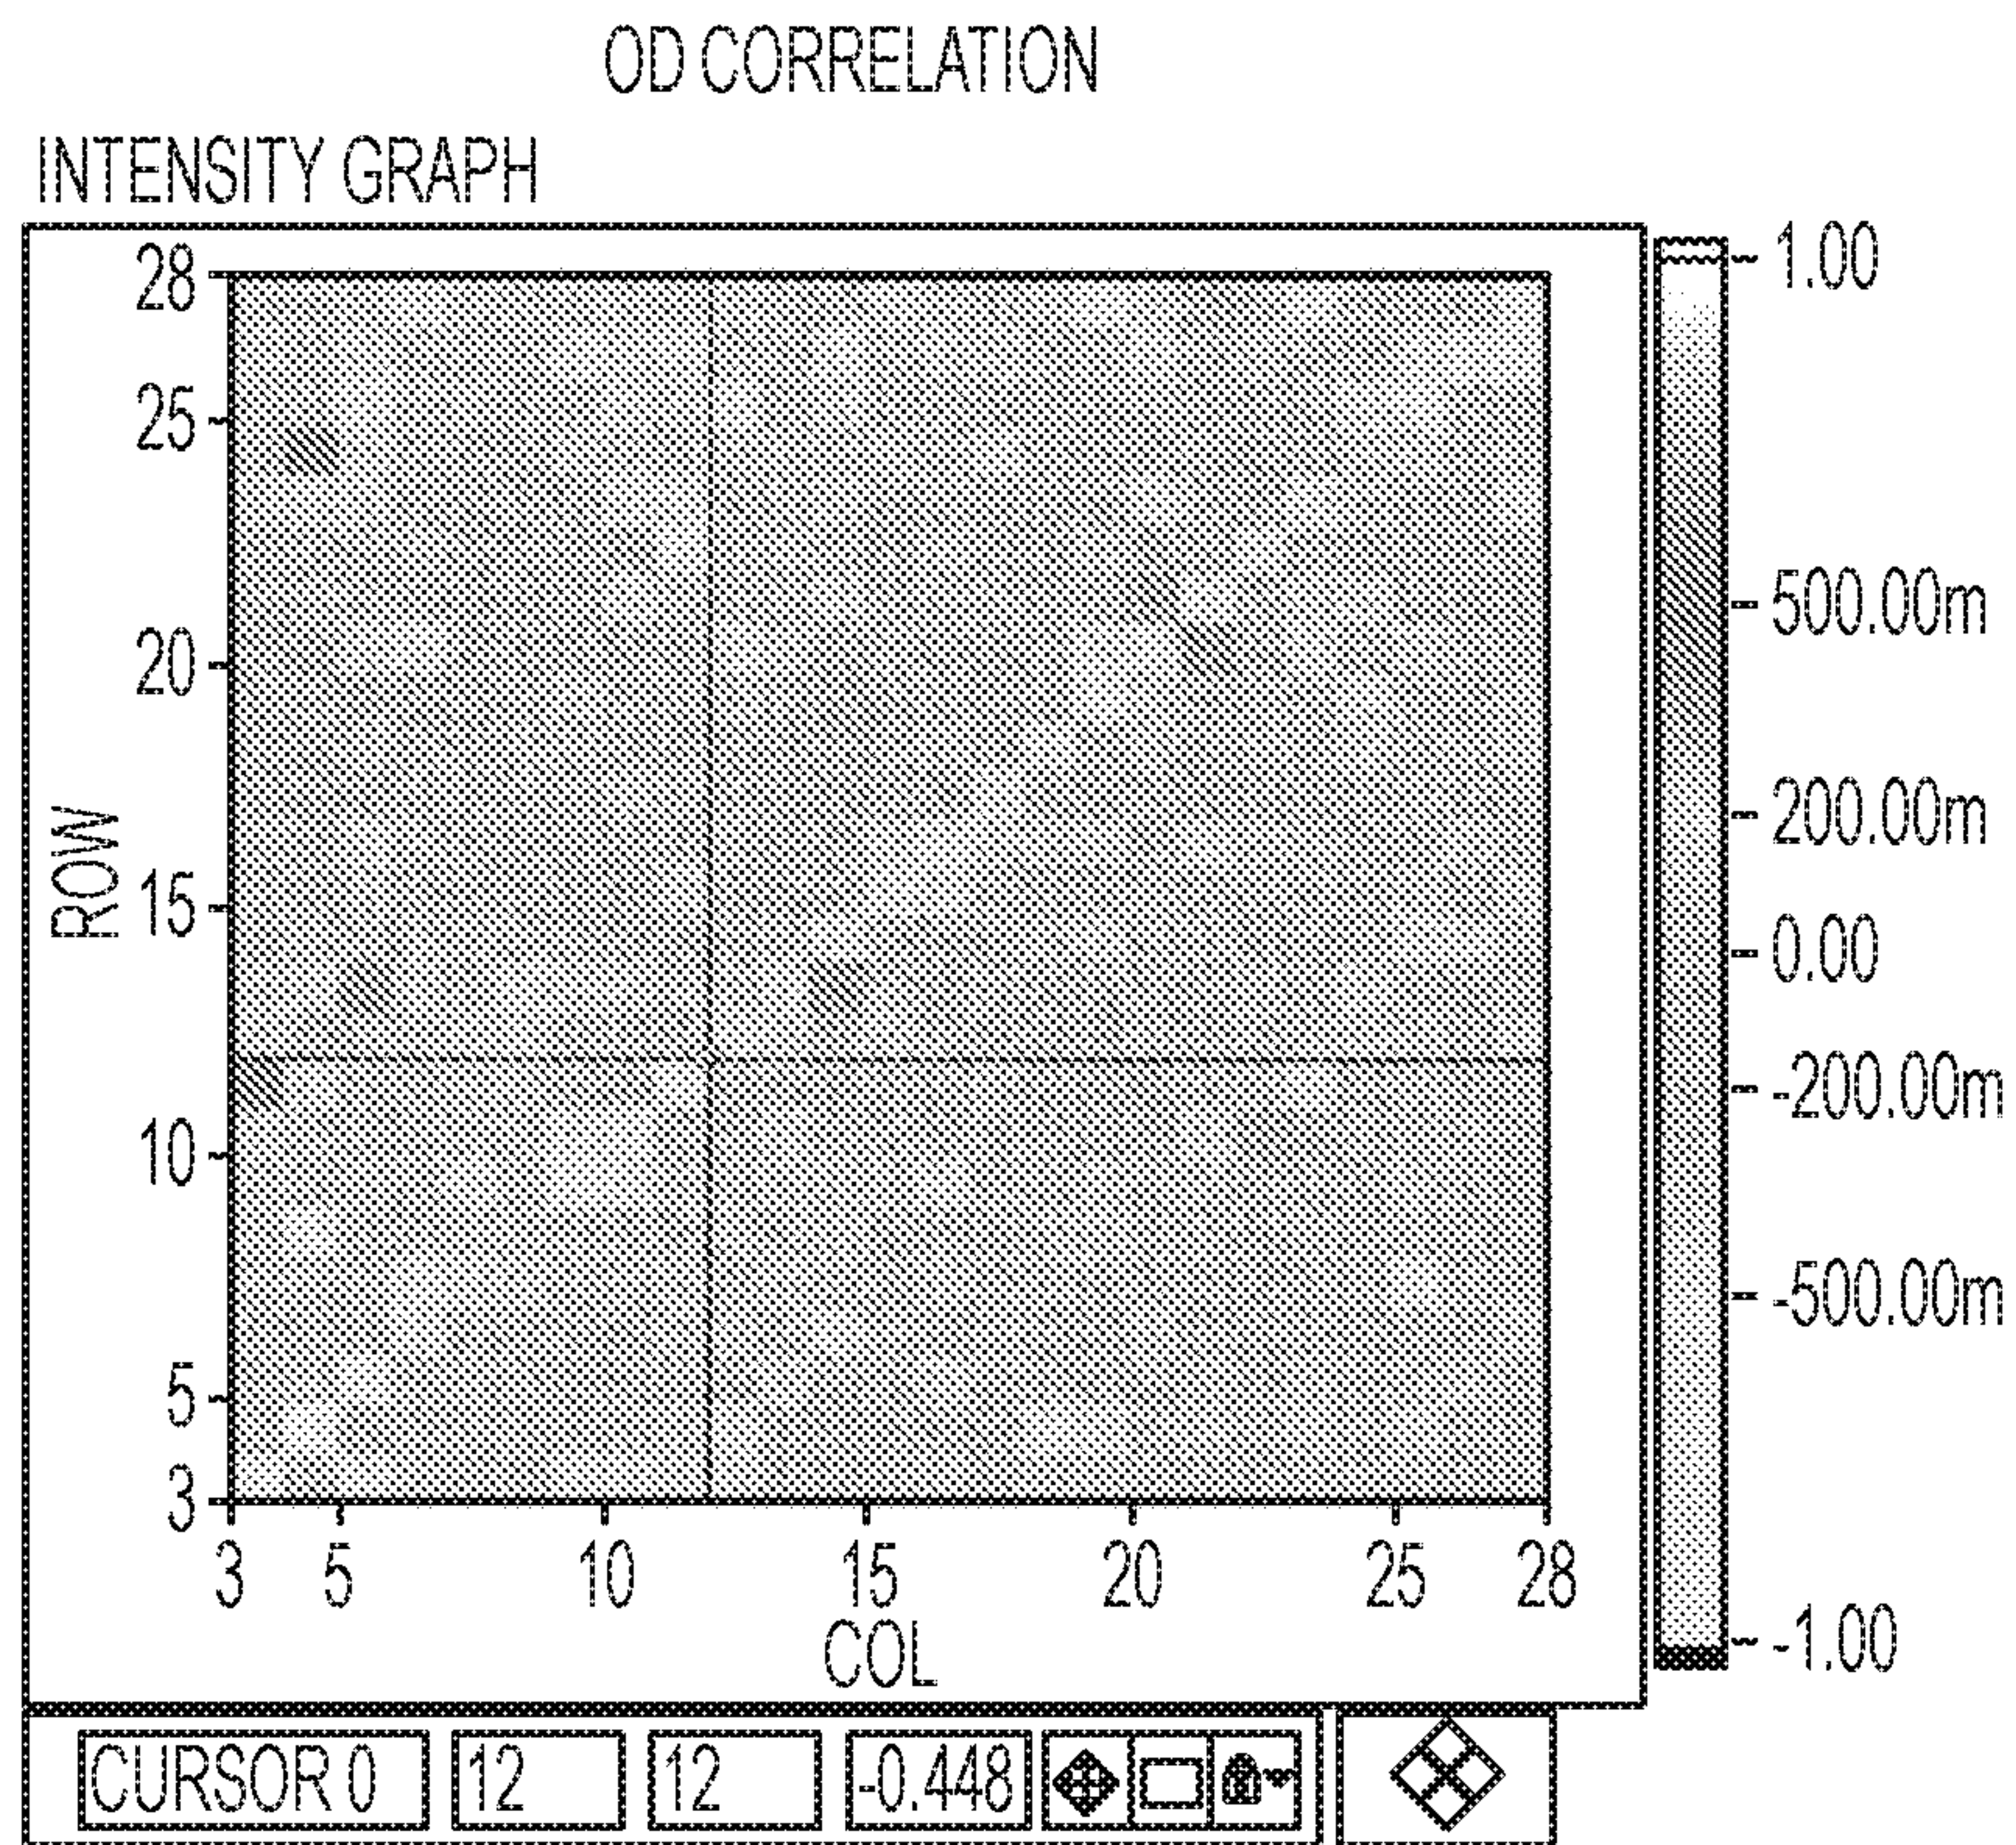 OD CORRELATION
INTENSITY GRAPH
28
25
20
15
10
5
3
ROW
3 5 10 15 20 25 28
COL
1.00
500.00m
200.00m
0.00
-200.00m
-500.00m
-1.00
CURSOR 0 12 12 -0.448